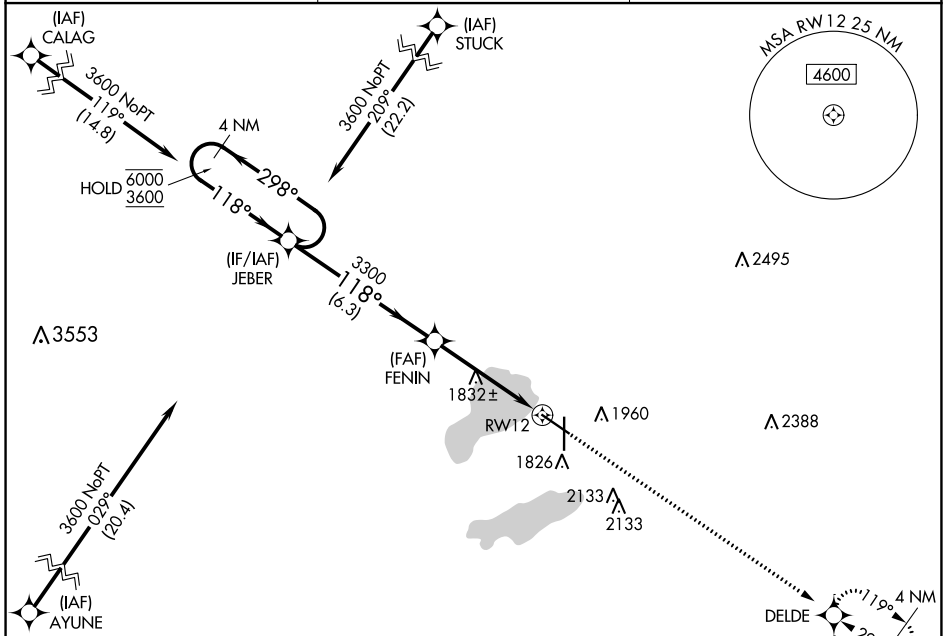 (IAF)
CALAG
3600 NoPT
119°
(14.8)
(IAF)
STUCK
3600 NoPT
209°
(22.2)
MSA RW12 25 NM
4600
4 NM
HOLD 6000
3600
298°
118°
(IF/IAF)
JEBER
3300
118°
(6.3)
2495
3553
(FAF)
FENIN
1832±
RW12
1960
2388
1826
2133
2133
3600 NoPT
029°
(20.4)
(IAF)
AYUNE
DELDE
119°
4 NM